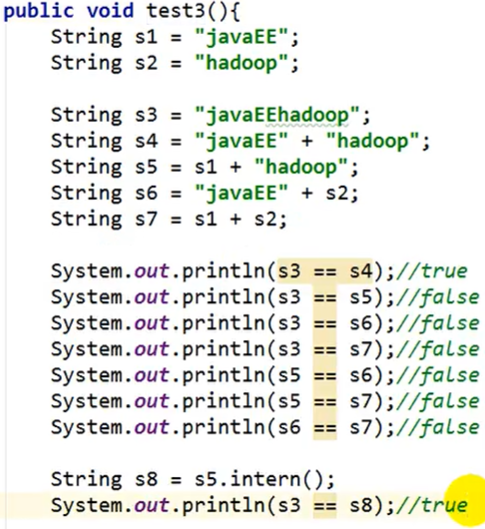 public void test3(){
String s1 = "javaEE";
String s2 = "hadoop";
String s3 = "javaEEhadoop";
String s4 = "javaEE" + "hadoop";
String s5 = s1 + "hadoop";
String s6 = "javaEE" + s2;
String s7 = s1 + s2;
System.out.println(s3 == s4);//true
System.out.println(s3 == s5);//false
System.out.println(s3 == s6);//false
System.out.println(s3 == s7);//false
System.out.println(s5 == s6);//false
System.out.println(s5 == s7);//false
System.out.println(s6 == s7);//false
String s8 = s5.intern();
System.out.println(s3 == s8);//true